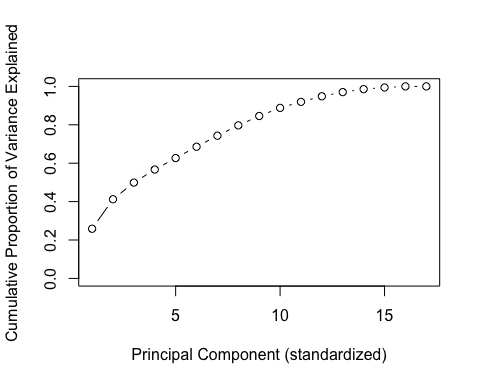 Cumulative Proportion of Variance Explained
1.0
0.8
0.6
0.4
0.2
0.0
5 10 15
Principal Component (standardized)